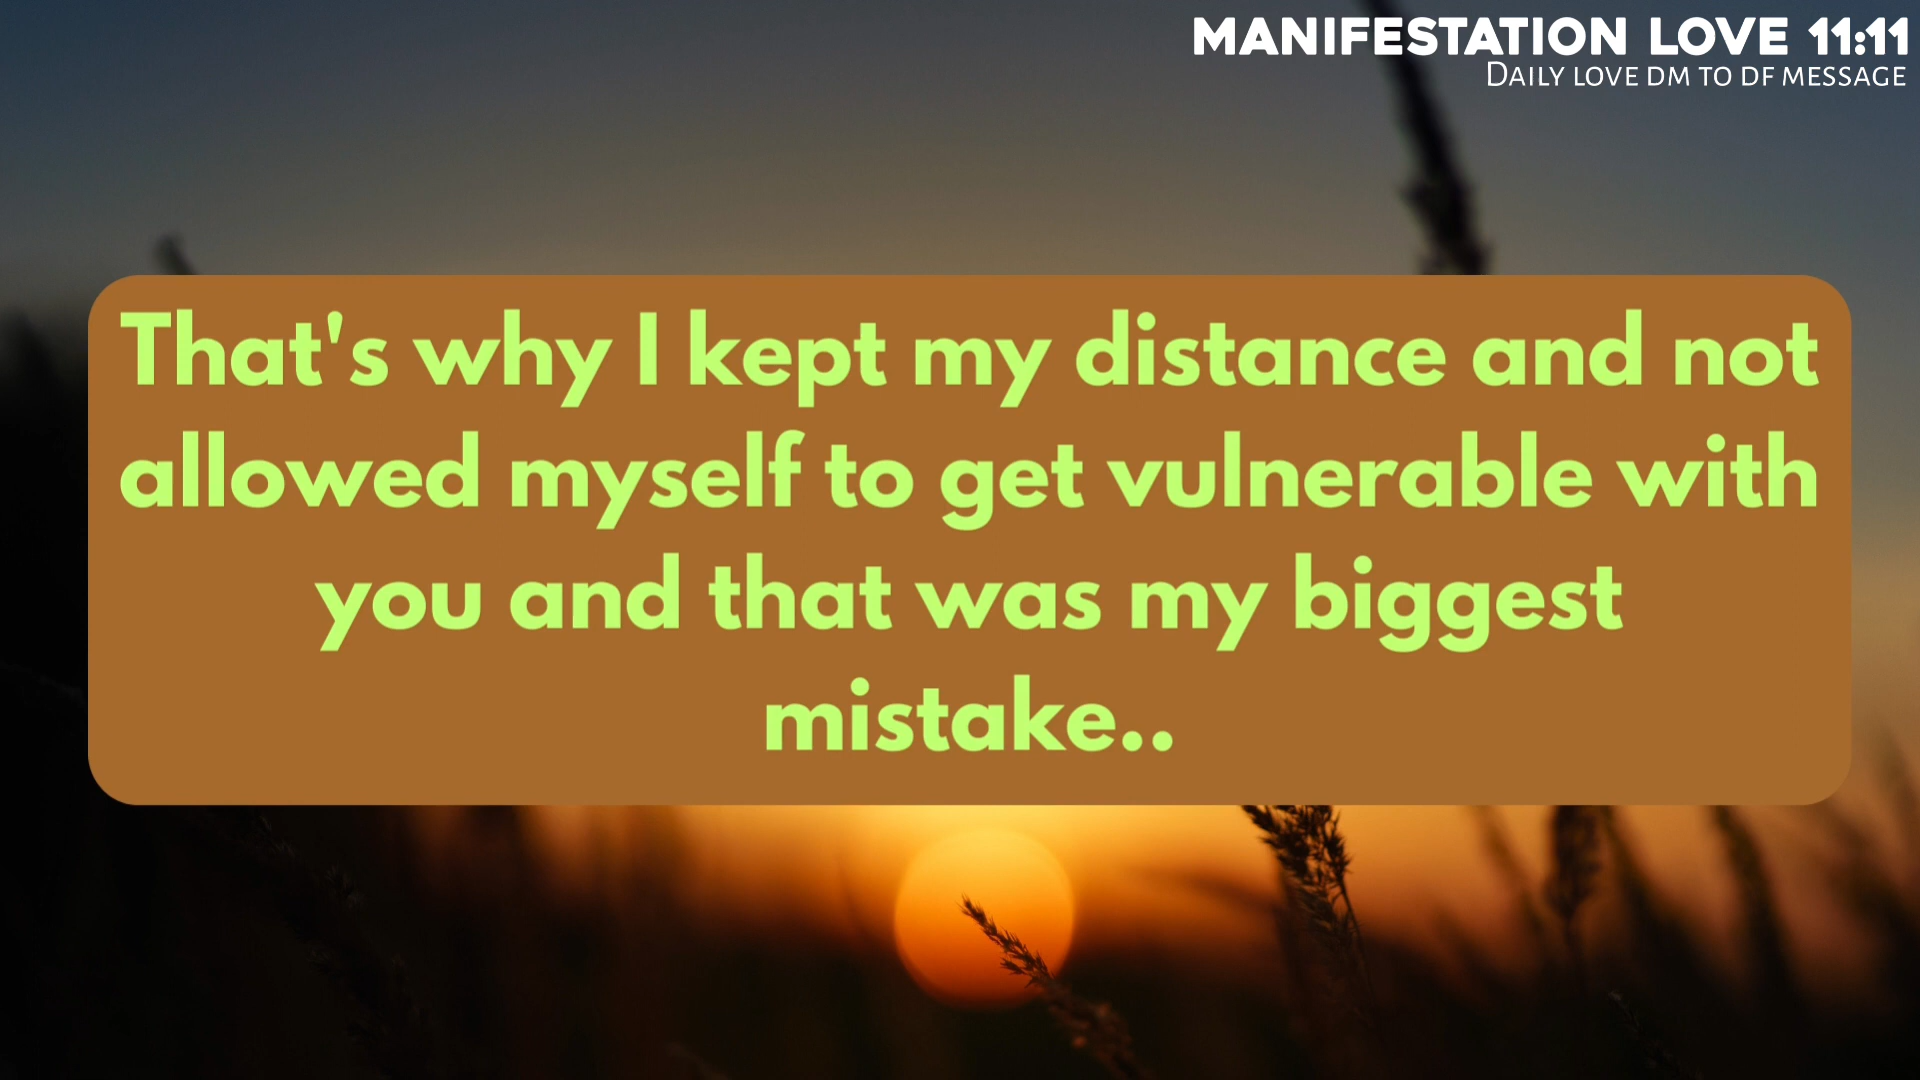 MANIFESTATION LOVE 11:11
DAILY LOVE DM TO DF MESSAGE
That's why I kept my distance and not
allowed myself to get vulnerable with
you and that was my biggest
mistake..